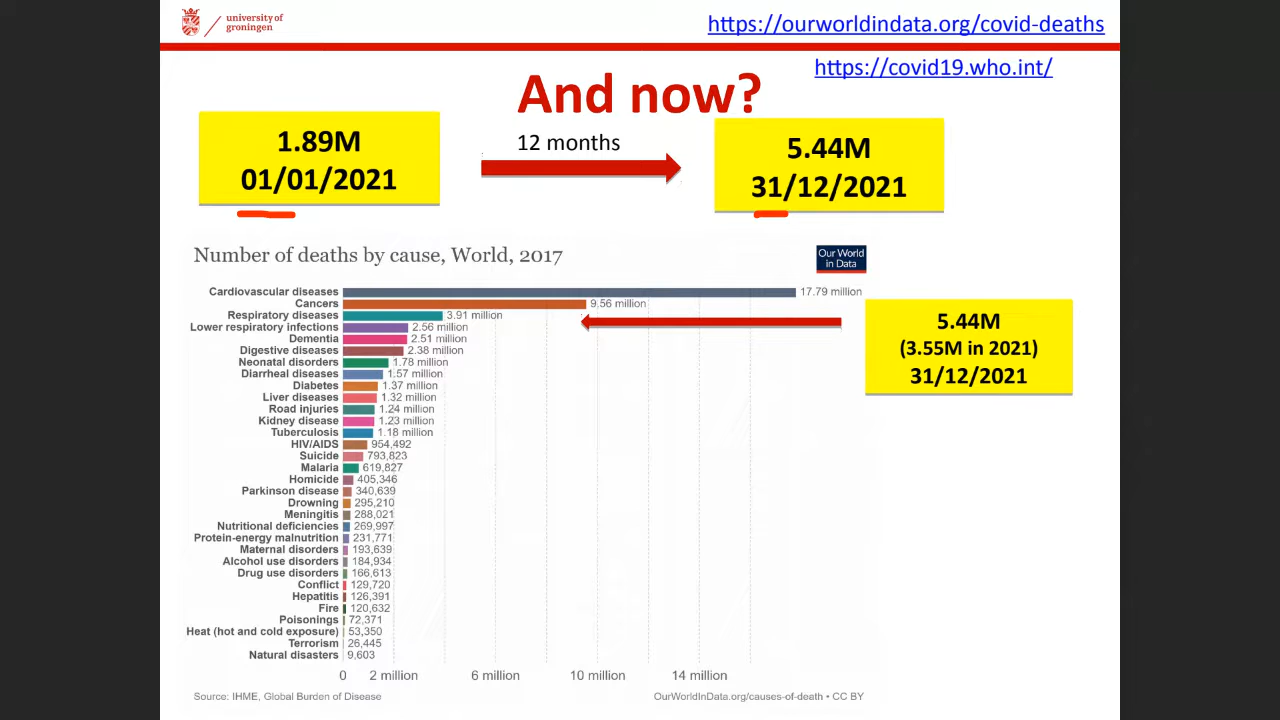 university of
groningen
https://ourworldindata.org/covid-deaths
https://covid19.who.int/
And now?
1.89M
01/01/2021
12 months
5.44M
31/12/2021
Number of deaths by cause, World, 2017
Our World
in Data
Cardiovascular diseases 17.79 million
Cancers 9.56 million
Respiratory diseases 3.91 million
Lower respiratory infections 2.56 million
Dementia 2.51 million
Digestive diseases 2.38 million
Neonatal disorders 1.78 million
Diarrheal diseases 1.57 million
Diabetes 1.37 million
Liver diseases 1.32 million
Road injuries 1.24 million
Kidney disease 1.23 million
Tuberculosis 1.18 million
HIV/AIDS 954,492
Suicide 793,823
Malaria 619,827
Homicide 405,346
Parkinson disease 340,639
Drowning 295,210
Meningitis 288,021
Nutritional deficiencies 269,997
Protein-energy malnutrition 231,771
Maternal disorders 193,639
Alcohol use disorders 184,934
Drug use disorders 166,613
Conflict 129,720
Hepatitis 126,391
Fire 120,632
Poisonings 72,371
Heat (hot and cold exposure) 53,350
Terrorism 26,445
Natural disasters 9,603
0 2 million 6 million 10 million 14 million
Source: IHME, Global Burden of Disease
OurWorldInData.org/causes-of-death • CC BY
5.44M
(3.55M in 2021)
31/12/2021